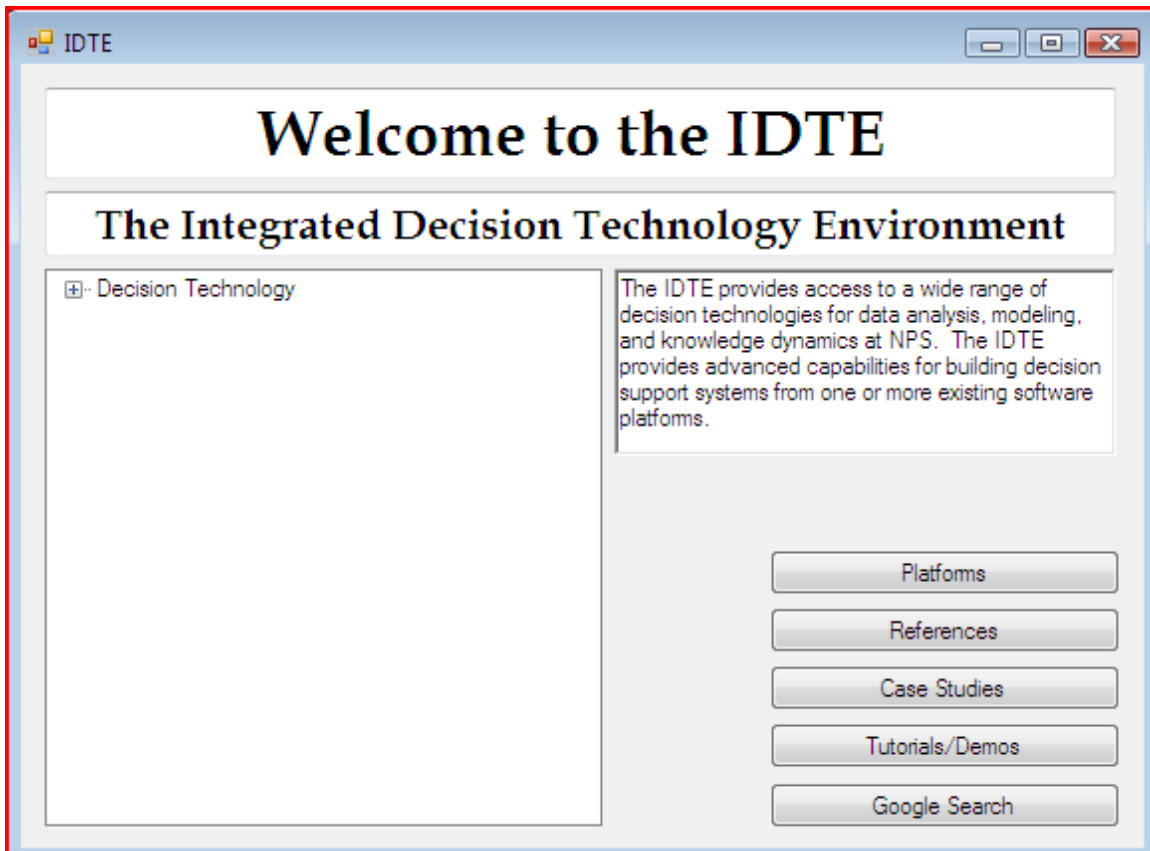 IDTE
Welcome to the IDTE
The Integrated Decision Technology Environment
Decision Technology
The IDTE provides access to a wide range of
decision technologies for data analysis, modeling,
and knowledge dynamics at NPS.  The IDTE
provides advanced capabilities for building decision
support systems from one or more existing software
platforms.
Platforms
References
Case Studies
Tutorials/Demos
Google Search